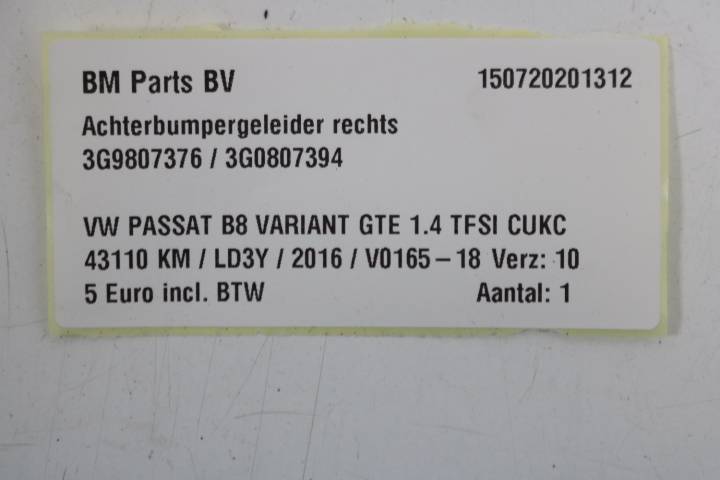 BM Parts BV 150720201312
Achterbumpergeleider rechts
3G9807376 / 3G0807394
VW PASSAT B8 VARIANT GTE 1.4 TFSI CUKC
43110 KM / LD3Y / 2016 / V0165-18 Verz: 10
5 Euro incl. BTW Aantal: 1